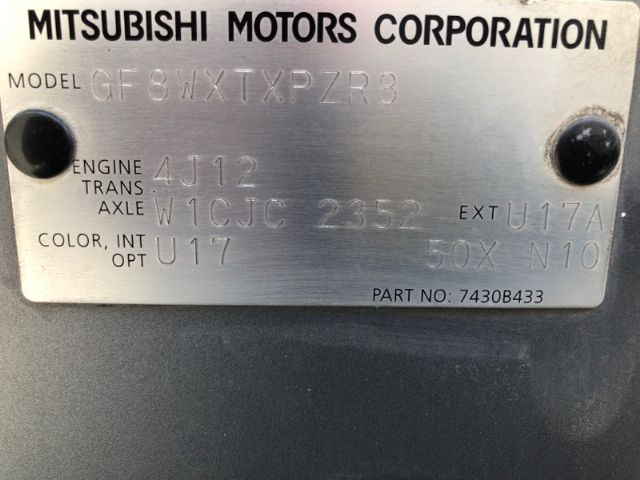 MITSUBISHI MOTORS CORPORATION
MODEL GF8WXTXPZR8
ENGINE 4J12
TRANS
AXLE W1CJC 2352 EXT U17A
COLOR, INT U17 50X N10
OPT
PART NO: 7430B433